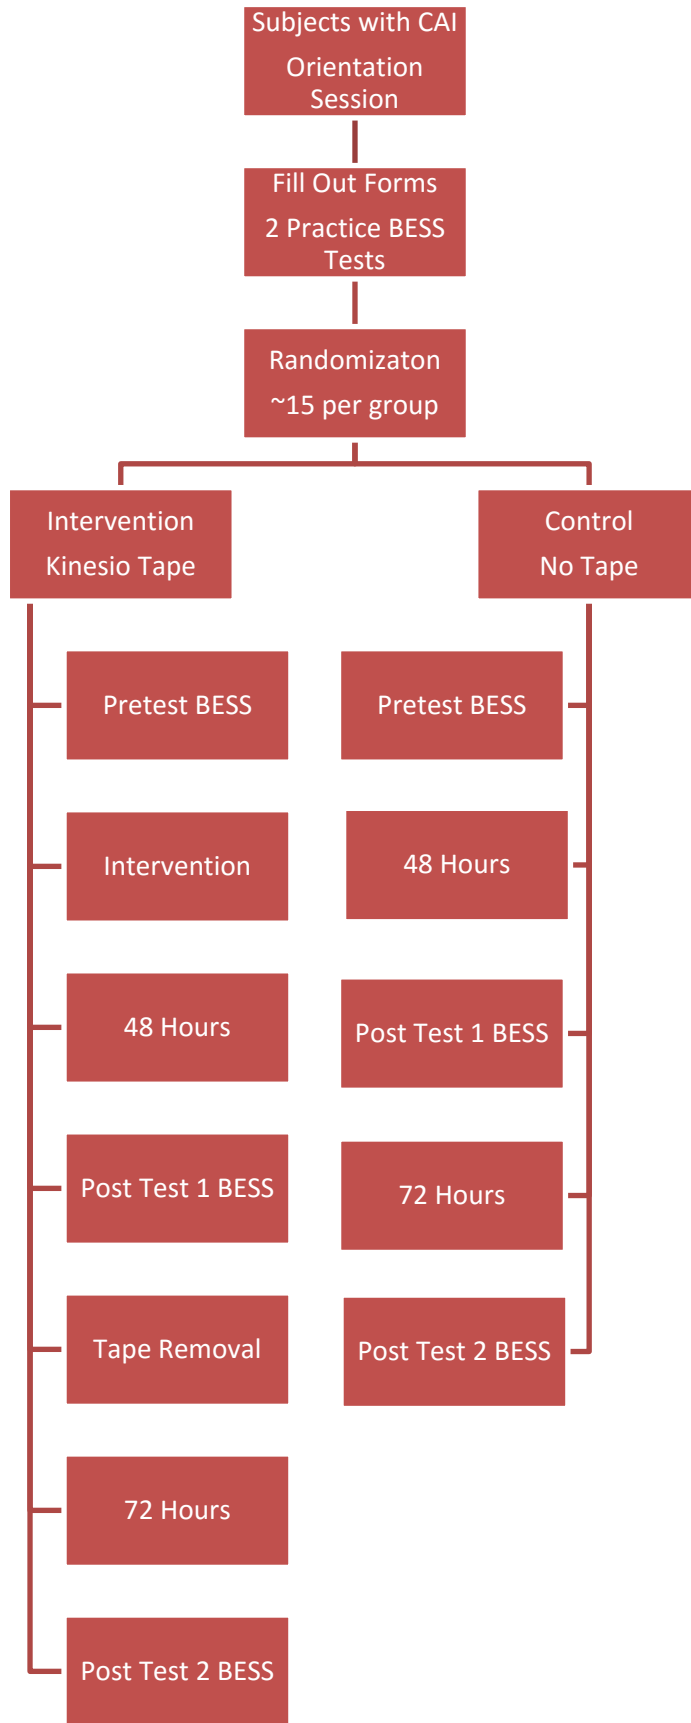 Subjects with CAI
Orientation
Session
Fill Out Forms
2 Practice BESS
Tests
Randomizaton
~15 per group
Intervention
Kinesio Tape
Control
No Tape
Pretest BESS
Intervention
48 Hours
Post Test 1 BESS
Tape Removal
72 Hours
Post Test 2 BESS
Pretest BESS
48 Hours
Post Test 1 BESS
72 Hours
Post Test 2 BESS